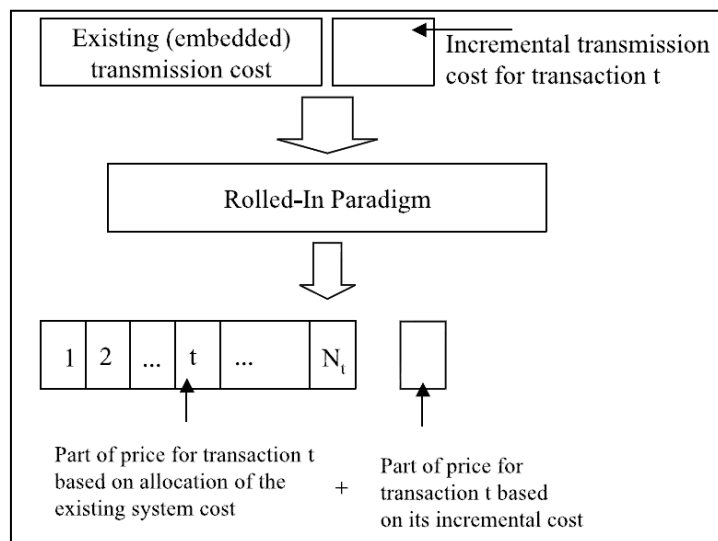 Existing (embedded)
transmission cost
Incremental transmission
cost for transaction t
Rolled-In Paradigm
1 2 ... t ... Nt
Part of price for transaction t
based on allocation of the
existing system cost
+
Part of price for
transaction t based
on its incremental cost